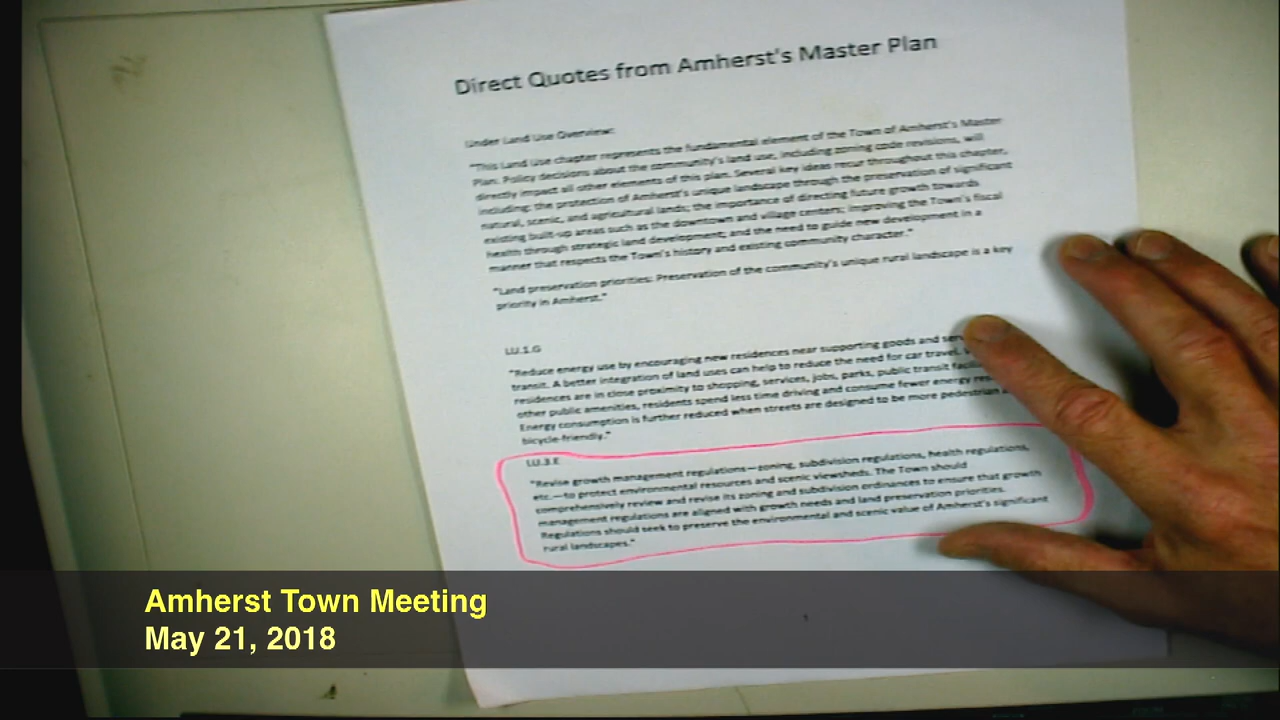 Direct Quotes from Amherst's Master Plan
Under Land Use Overview:
"This Land Use chapter represents the fundamental element of the Town of Amherst's Master
Plan. Policy decisions about the community's land use, including zoning code revisions, will
directly impact all other elements of this plan. Several key ideas recur throughout this chapter,
including: the protection of Amherst's unique landscape through the preservation of significant
natural, scenic, and agricultural lands; the importance of directing future growth towards
existing built-up areas such as the downtown and village centers; improving the Town's fiscal
health through strategic land development; and the need to guide new development in a
manner that respects the Town's history and existing community character."
"Land preservation priorities: Preservation of the community's unique rural landscape is a key
priority in Amherst."
LU.1.G
"Reduce energy use by encouraging new residences near supporting goods and
transit. A better integration of land uses can help to reduce the need for car travel.
residences are in close proximity to shopping, services, jobs, parks, public transit
other public amenities, residents spend less time driving and consume fewer energy
Energy consumption is further reduced when streets are designed to be more pedestrian
bicycle-friendly."
LU.3.E
"Revise growth management regulations—zoning, subdivision regulations, health regulations,
etc.—to protect environmental resources and scenic viewsheds. The Town should
comprehensively review and revise its zoning and subdivision ordinances to ensure that growth
management regulations are aligned with growth needs and land preservation priorities.
Regulations should seek to preserve the environmental and scenic value of Amherst's significant
rural landscapes."
Amherst Town Meeting
May 21, 2018